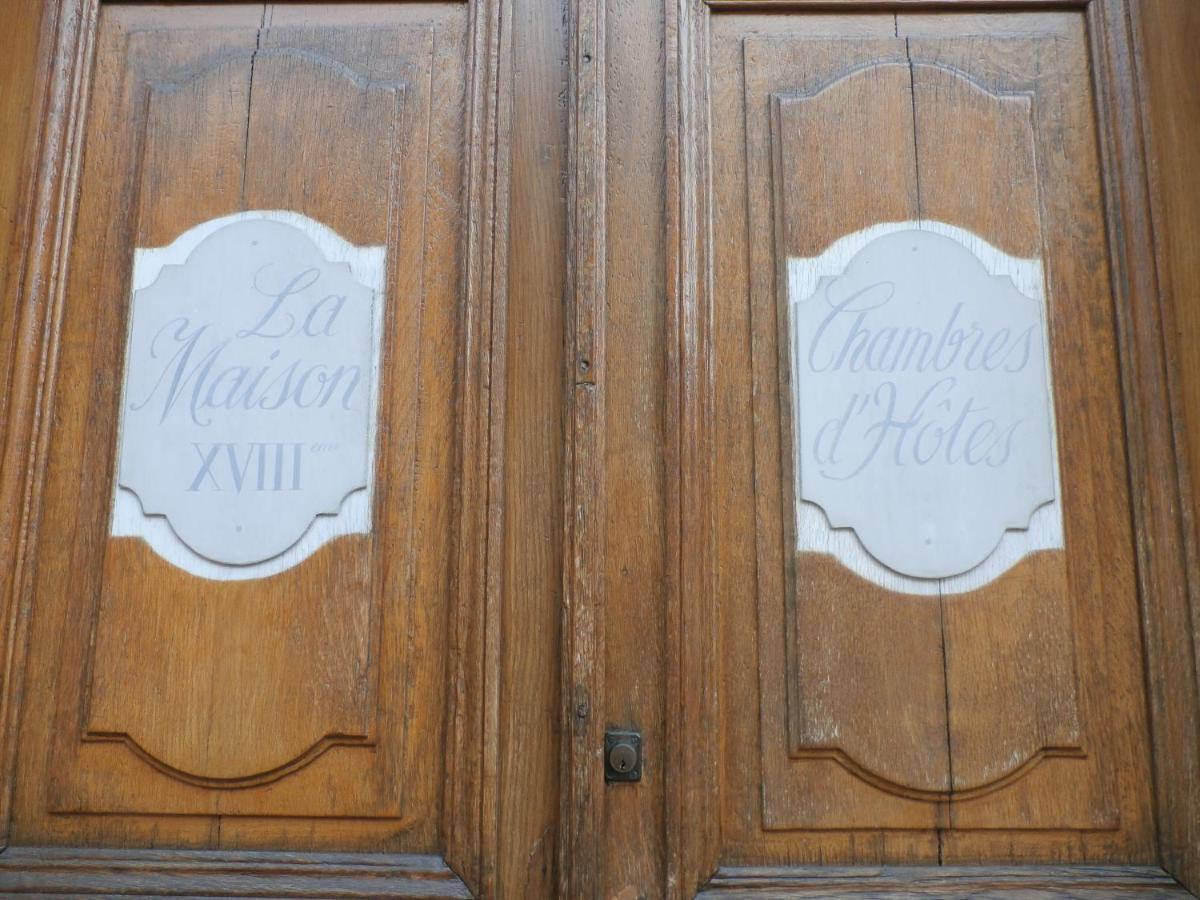 La
Maison
XVIIIème
Chambres
d'Hôtes